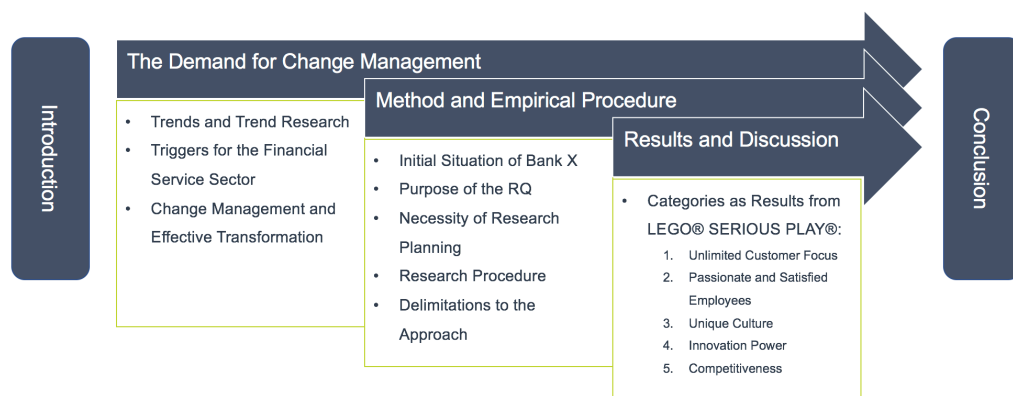 Introduction
The Demand for Change Management
• Trends and Trend Research
• Triggers for the Financial
Service Sector
• Change Management and
Effective Transformation
Method and Empirical Procedure
• Initial Situation of Bank X
• Purpose of the RQ
• Necessity of Research
Planning
• Research Procedure
• Delimitations to the
Approach
Results and Discussion
• Categories as Results from
LEGO® SERIOUS PLAY®:
1. Unlimited Customer Focus
2. Passionate and Satisfied
Employees
3. Unique Culture
4. Innovation Power
5. Competitiveness
Conclusion